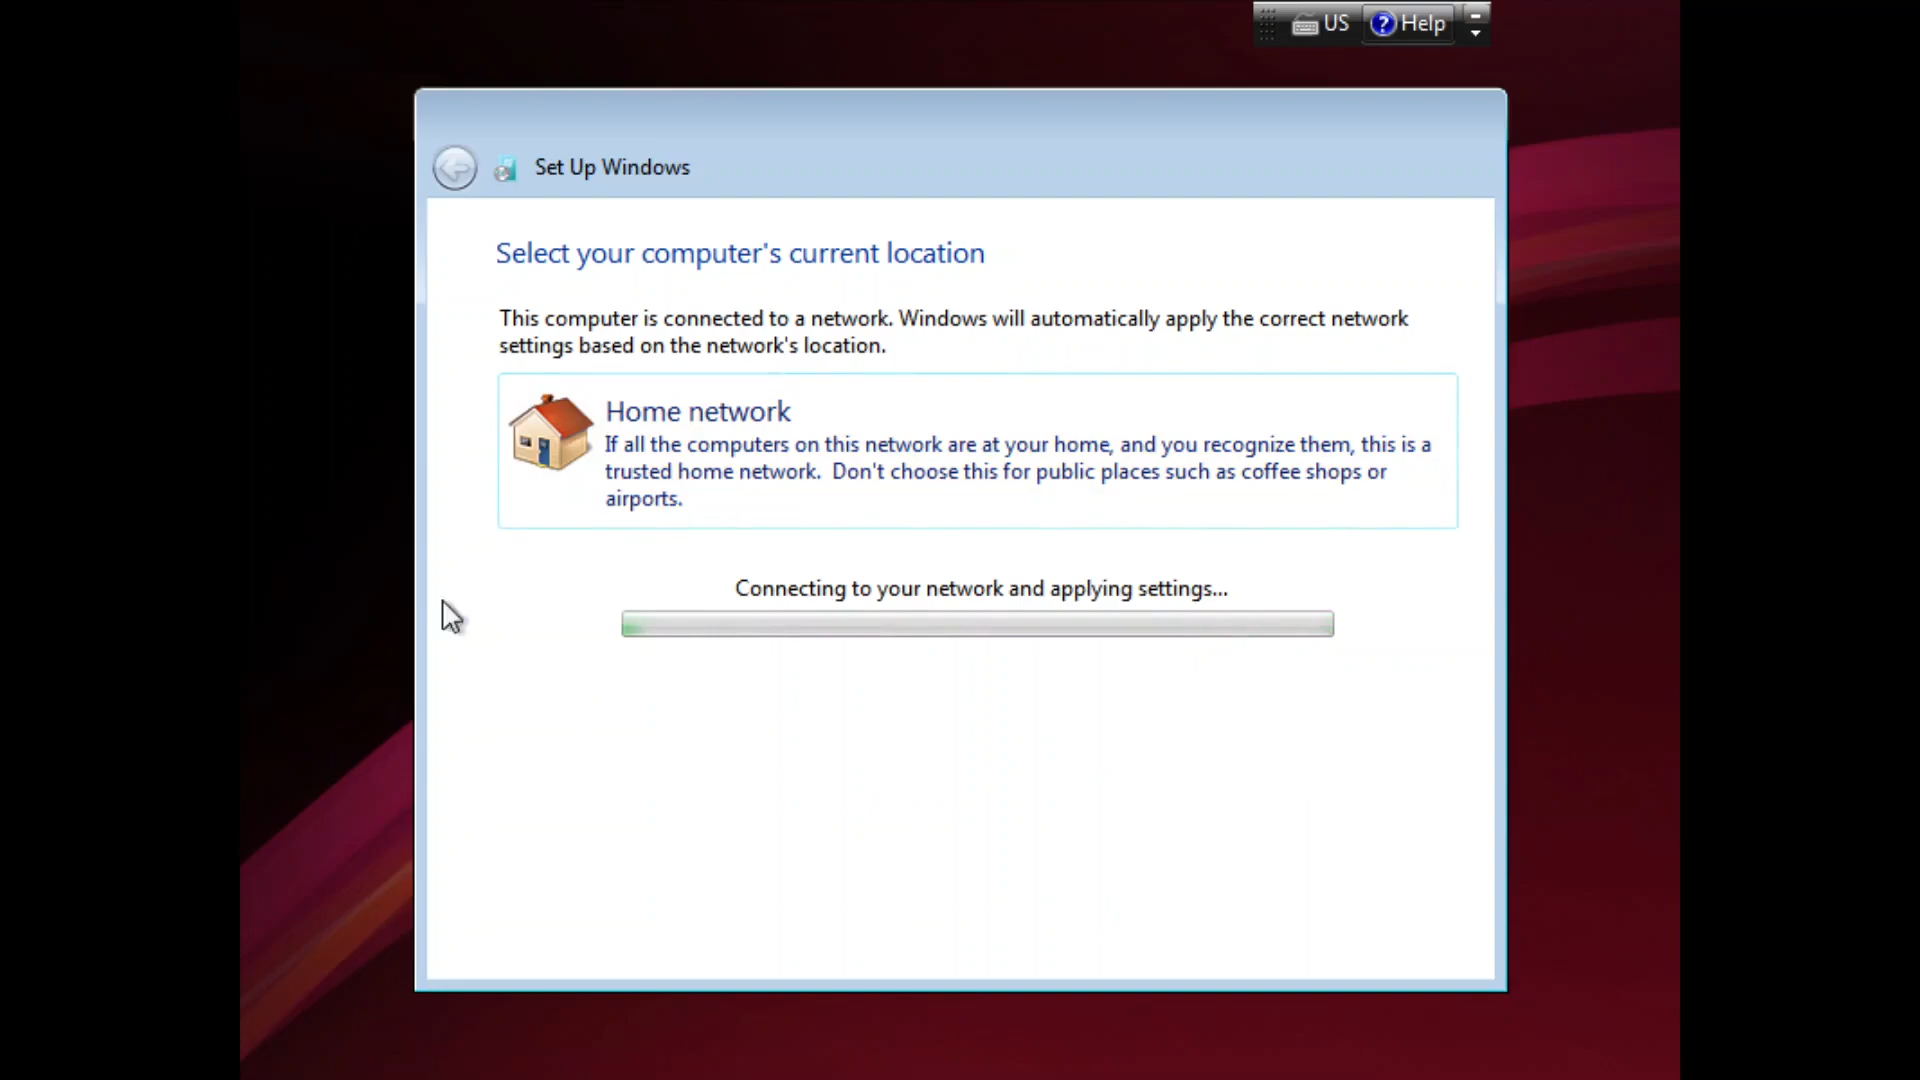 US
Help
Set Up Windows
Select your computer's current location
This computer is connected to a network. Windows will automatically apply the correct network
settings based on the network's location.
Home network
If all the computers on this network are at your home, and you recognize them, this is a
trusted home network.  Don't choose this for public places such as coffee shops or
airports.
Connecting to your network and applying settings...